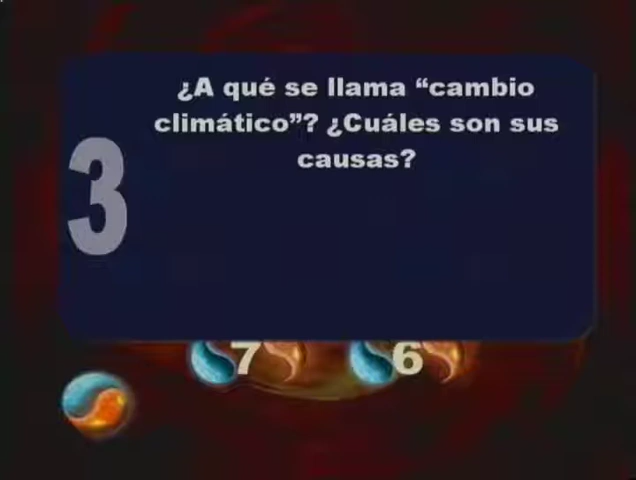 ¿A qué se llama “cambio
climático”? ¿Cuáles son sus
causas?
3
7 6